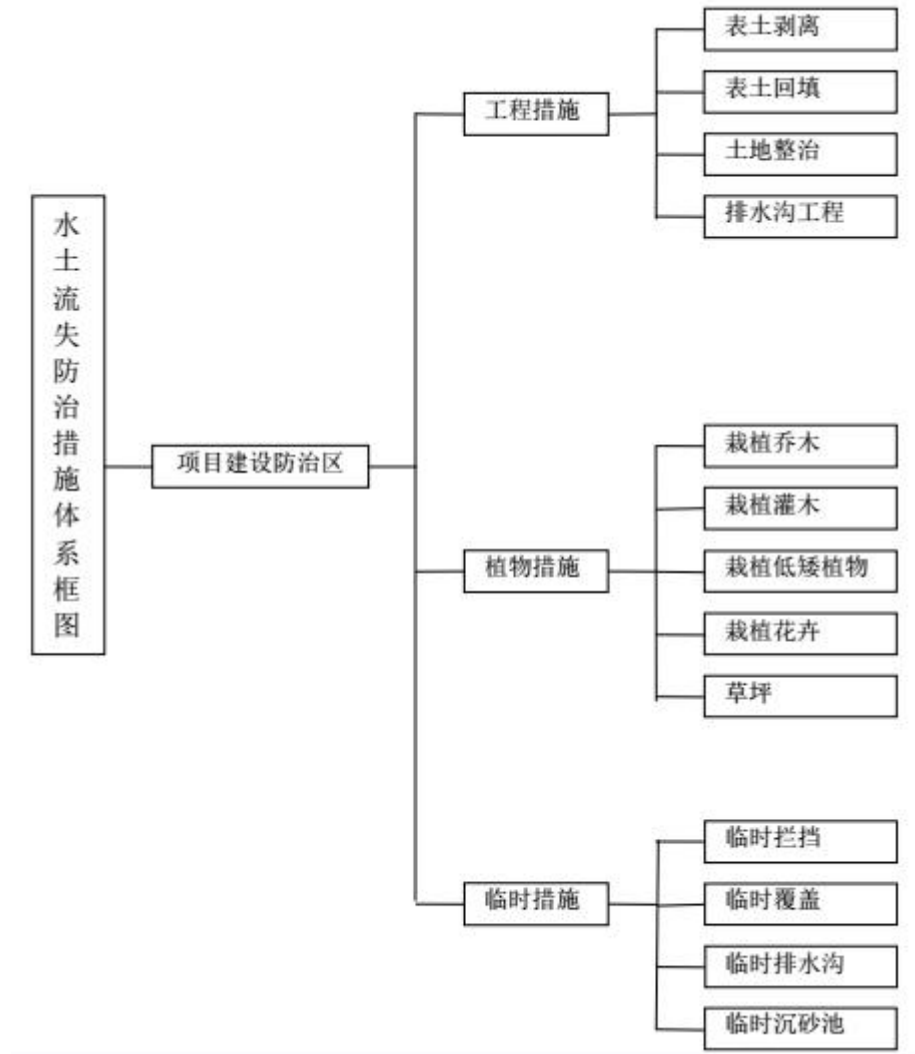 水土流失防治措施体系框图
项目建设防治区
工程措施
表土剥离
表土回填
土地整治
排水沟工程
植物措施
栽植乔木
栽植灌木
栽植低矮植物
栽植花卉
草坪
临时措施
临时拦挡
临时覆盖
临时排水沟
临时沉砂池